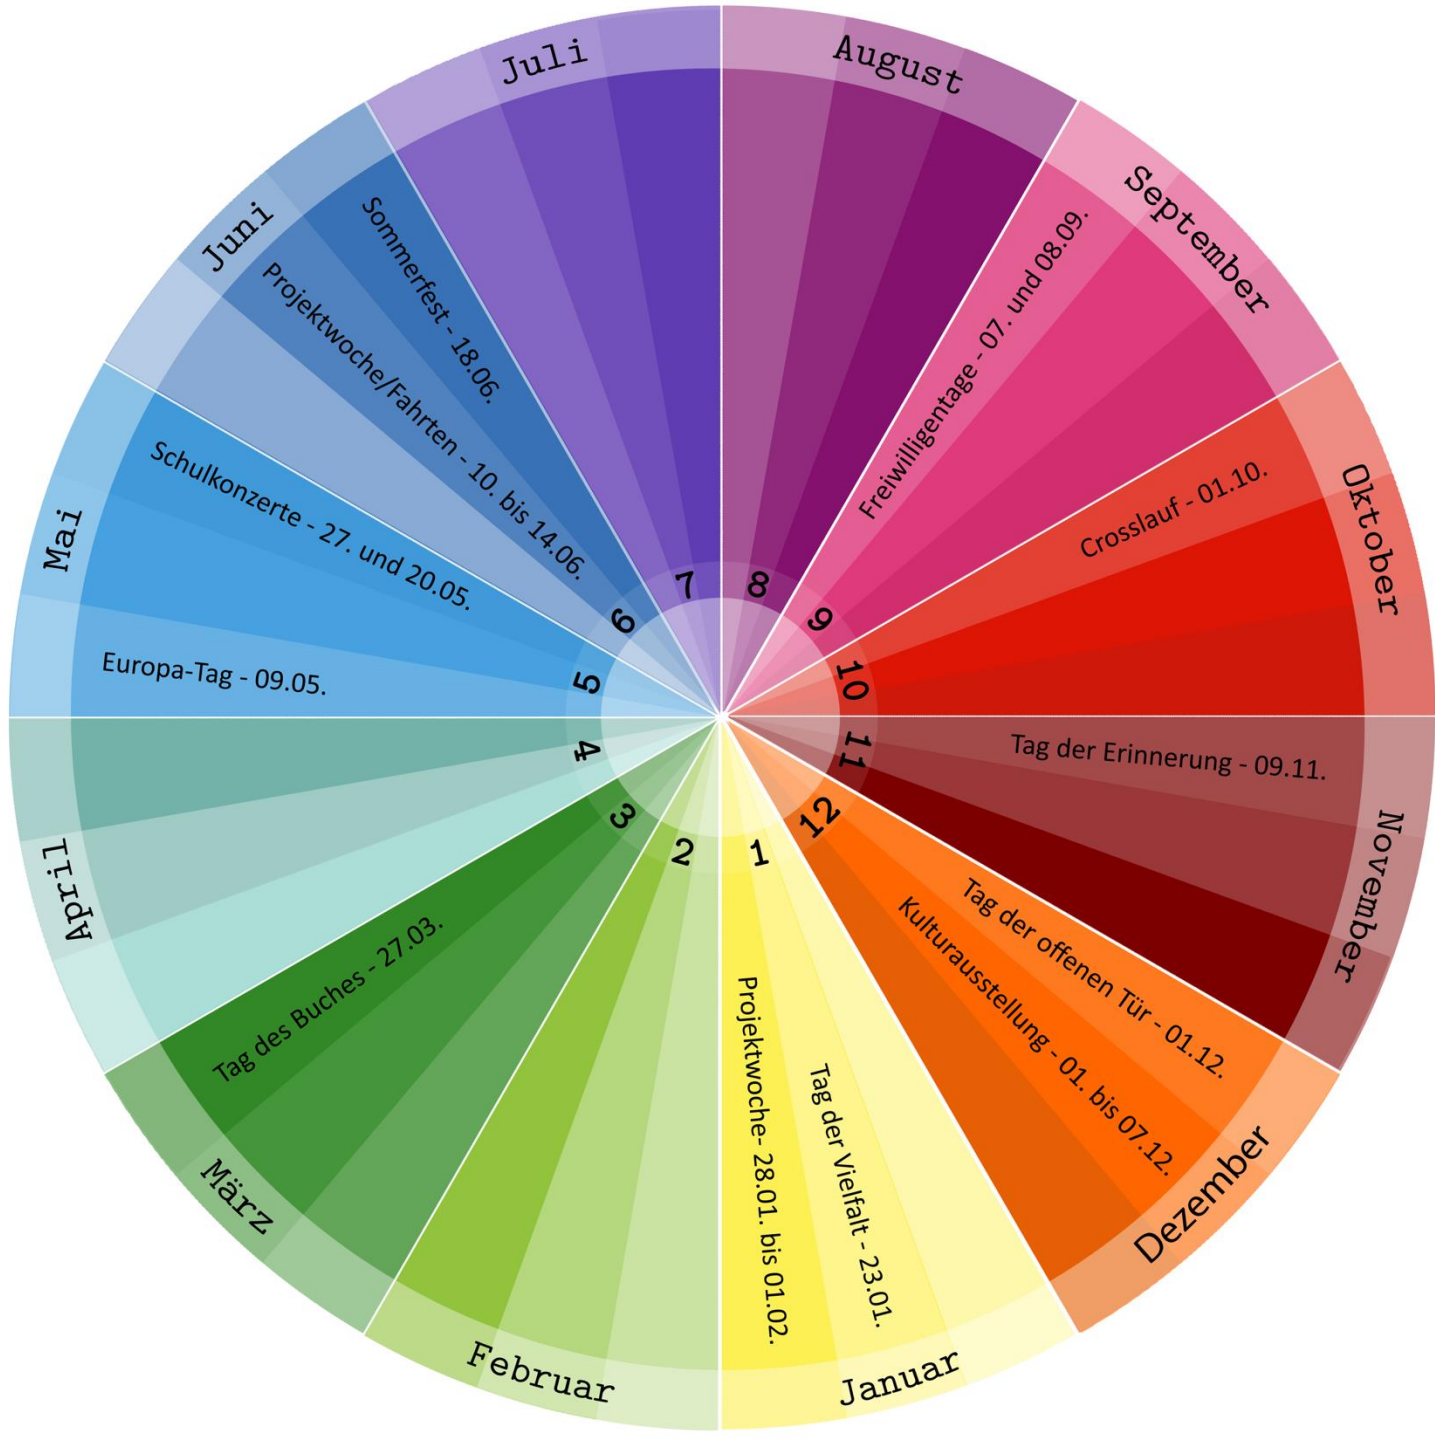 Januar
1
Tag der Vielfalt - 23.01.
Projektwoche- 28.01. bis 01.02.
Februar
2
März
3
Tag des Buches - 27.03.
April
4
Mai
5
Europa-Tag - 09.05.
Schulkonzerte - 27. und 20.05.
Juni
6
Projektwoche/Fahrten - 10. bis 14.06.
Sommerfest - 18.06.
Juli
7
August
8
September
9
Freiwilligentage - 07. und 08.09.
Oktober
10
Crosslauf - 01.10.
November
11
Tag der Erinnerung - 09.11.
Dezember
12
Tag der offenen Tür - 01.12.
Kulturausstellung - 01. bis 07.12.